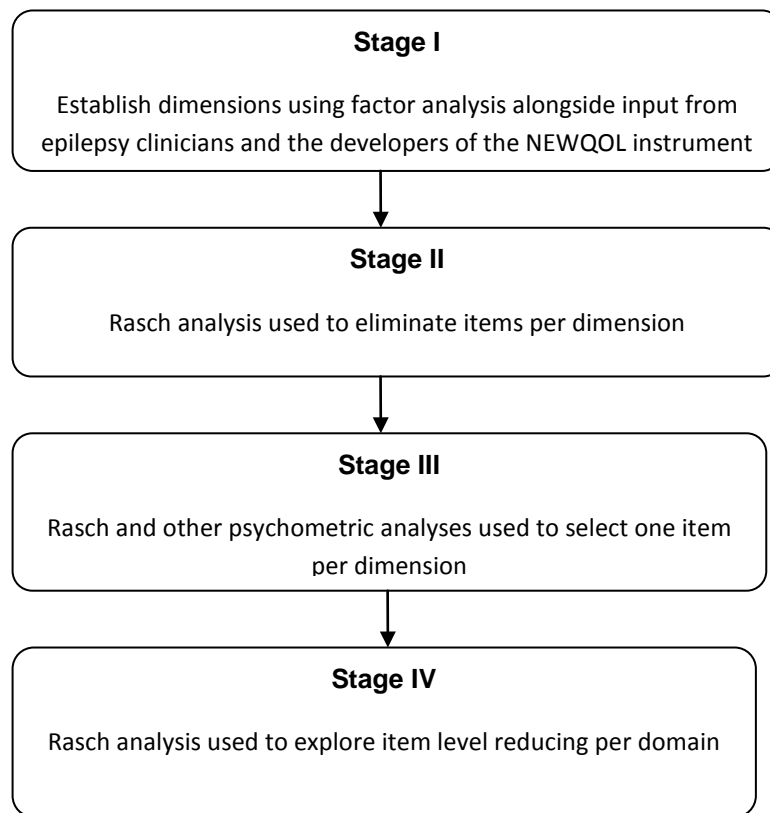 Stage I
Establish dimensions using factor analysis alongside input from
epilepsy clinicians and the developers of the NEWQOL instrument
Stage II
Rasch analysis used to eliminate items per dimension
Stage III
Rasch and other psychometric analyses used to select one item
per dimension
Stage IV
Rasch analysis used to explore item level reducing per domain